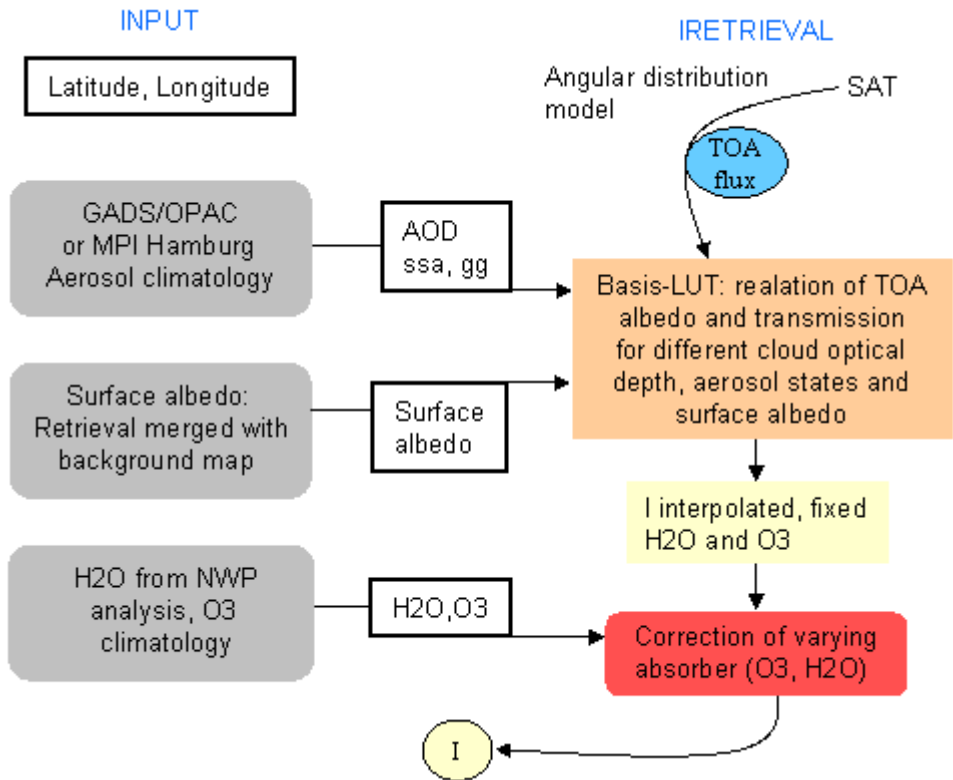 INPUT
IRETRIEVAL
Latitude, Longitude
Angular distribution
model
SAT
TOA
flux
GADS/OPAC
or MPI Hamburg
Aerosol climatology
AOD
ssa, gg
Basis-LUT: realation of TOA
albedo and transmission
for different cloud optical
depth, aerosol states and
surface albedo
Surface albedo:
Retrieval merged with
background map
Surface
albedo
I interpolated, fixed
H2O and O3
H2O from NWP
analysis, O3
climatology
H2O,O3
Correction of varying
absorber (O3, H2O)
I